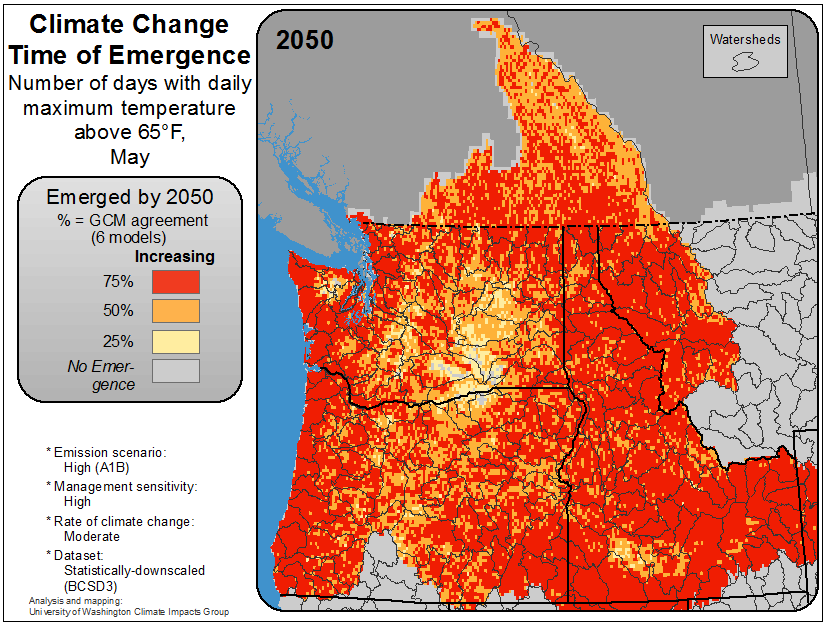 Climate Change
Time of Emergence
Number of days with daily
maximum temperature
above 65°F,
May
2050
Watersheds
Emerged by 2050
% = GCM agreement
(6 models)
Increasing
75%
50%
25%
No Emer-
gence
* Emission scenario:
High (A1B)
* Management sensitivity:
High
* Rate of climate change:
Moderate
* Dataset:
Statistically-downscaled
(BCSD3)
Analysis and mapping:
University of Washington Climate Impacts Group